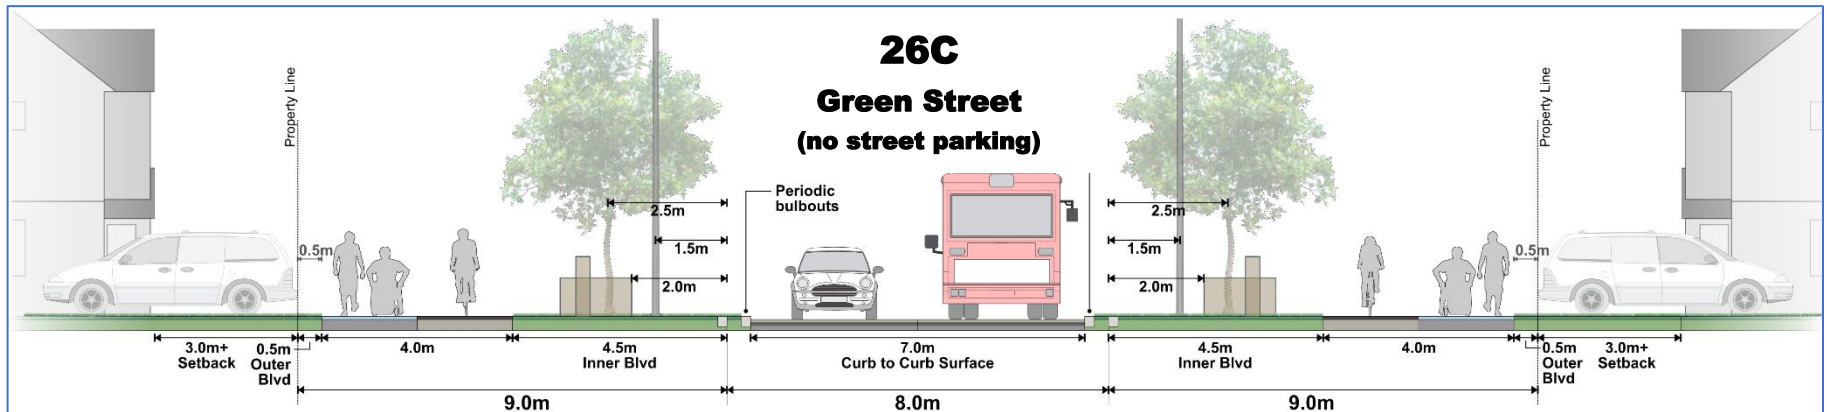 26C
Green Street
(no street parking)
Property Line
Property Line
Periodic
bulbouts
2.5m
2.5m
1.5m
1.5m
0.5m
0.5m
2.0m
2.0m
3.0m+
Setback
0.5m
Outer
Blvd
4.0m
4.5m
Inner Blvd
7.0m
Curb to Curb Surface
4.5m
Inner Blvd
4.0m
0.5m
Outer
Blvd
3.0m+
Setback
9.0m
8.0m
9.0m